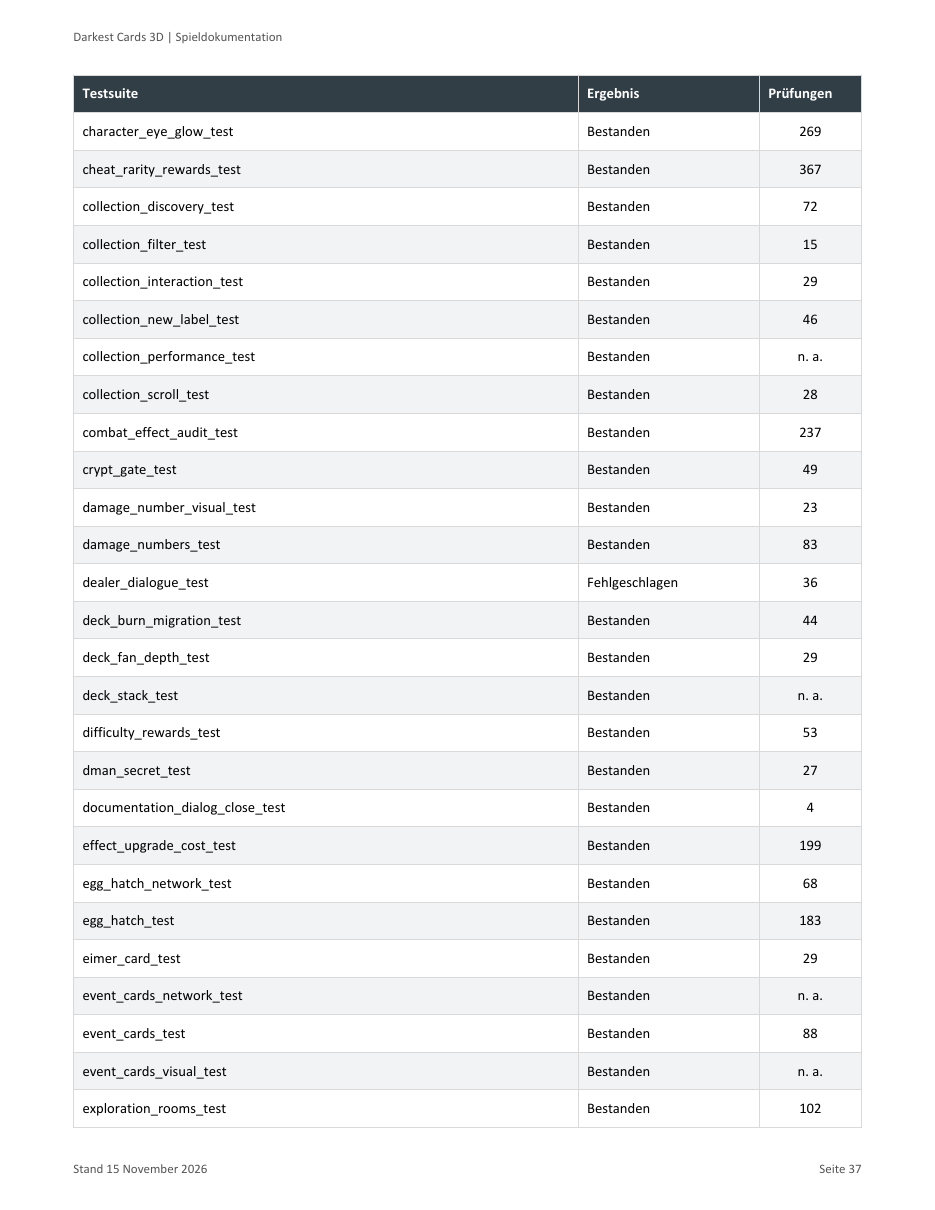 Darkest Cards 3D | Spieldokumentation
Testsuite Ergebnis Prüfungen
character_eye_glow_test Bestanden 269
cheat_rarity_rewards_test Bestanden 367
collection_discovery_test Bestanden 72
collection_filter_test Bestanden 15
collection_interaction_test Bestanden 29
collection_new_label_test Bestanden 46
collection_performance_test Bestanden n. a.
collection_scroll_test Bestanden 28
combat_effect_audit_test Bestanden 237
crypt_gate_test Bestanden 49
damage_number_visual_test Bestanden 23
damage_numbers_test Bestanden 83
dealer_dialogue_test Fehlgeschlagen 36
deck_burn_migration_test Bestanden 44
deck_fan_depth_test Bestanden 29
deck_stack_test Bestanden n. a.
difficulty_rewards_test Bestanden 53
dman_secret_test Bestanden 27
documentation_dialog_close_test Bestanden 4
effect_upgrade_cost_test Bestanden 199
egg_hatch_network_test Bestanden 68
egg_hatch_test Bestanden 183
eimer_card_test Bestanden 29
event_cards_network_test Bestanden n. a.
event_cards_test Bestanden 88
event_cards_visual_test Bestanden n. a.
exploration_rooms_test Bestanden 102
Stand 15 November 2026 Seite 37